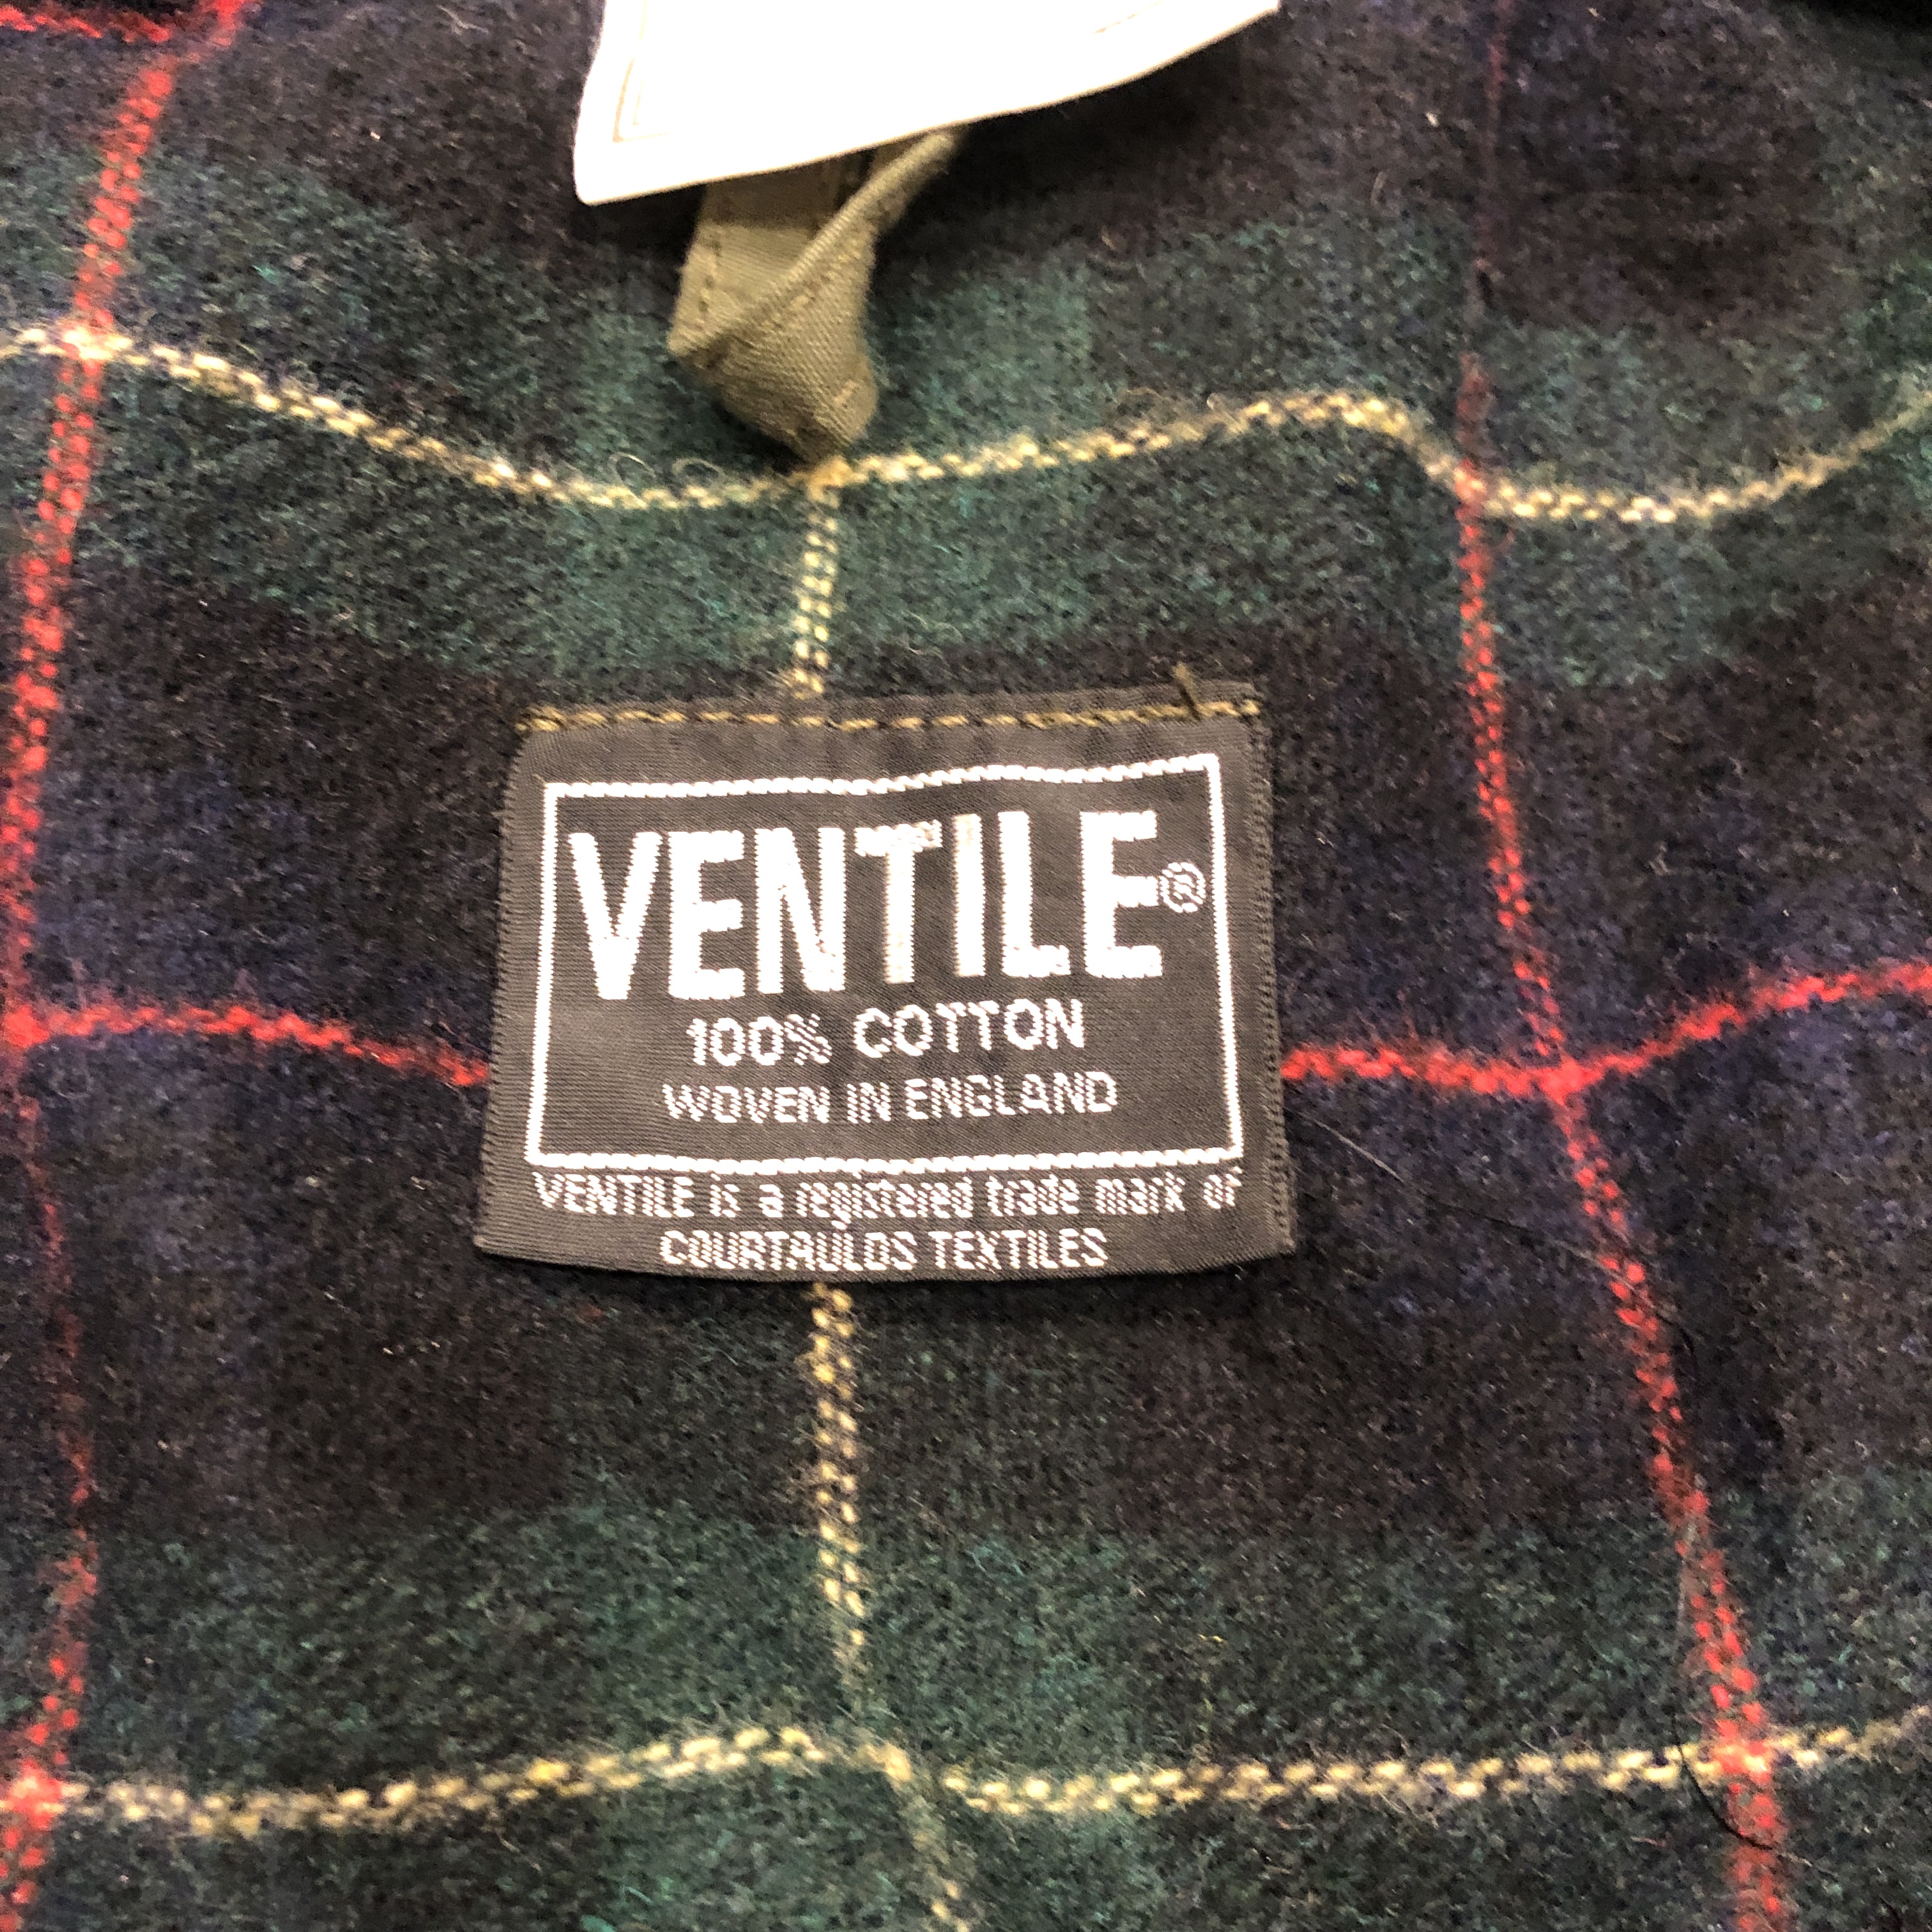 VENTILE®
100% COTTON
WOVEN IN ENGLAND
VENTILE is a registered trade mark of
COURTAULDS TEXTILES